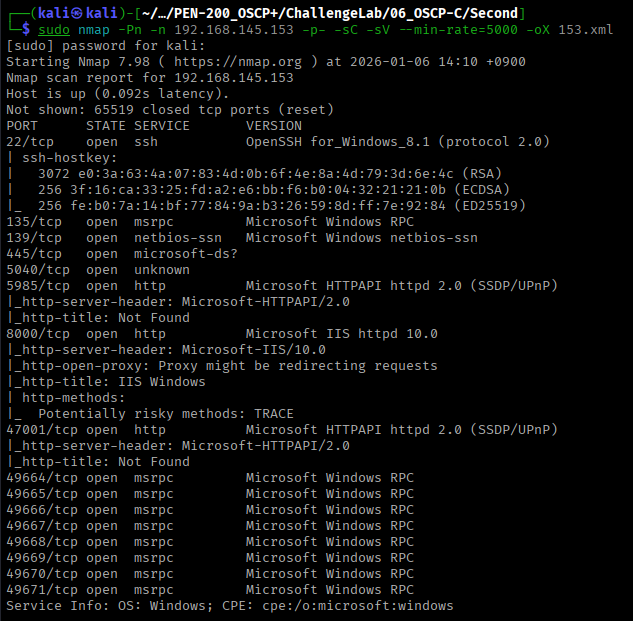 ┌──(kali㉿kali)-[~/…/PEN-200_OSCP+/ChallengeLab/06_OSCP-C/Second]
└─$ sudo nmap -Pn -n 192.168.145.153 -p- -sC -sV --min-rate=5000 -oX 153.xml
[sudo] password for kali:
Starting Nmap 7.98 ( https://nmap.org ) at 2026-01-06 14:10 +0900
Nmap scan report for 192.168.145.153
Host is up (0.092s latency).
Not shown: 65519 closed tcp ports (reset)
PORT      STATE SERVICE       VERSION
22/tcp    open  ssh           OpenSSH for_Windows_8.1 (protocol 2.0)
| ssh-hostkey:
|   3072 e0:3a:63:4a:07:83:4d:0b:6f:4e:8a:4d:79:3d:6e:4c (RSA)
|   256 3f:16:ca:33:25:fd:a2:e6:bb:f6:b0:04:32:21:21:0b (ECDSA)
|_  256 fe:b0:7a:14:bf:77:84:9a:b3:26:59:8d:ff:7e:92:84 (ED25519)
135/tcp   open  msrpc         Microsoft Windows RPC
139/tcp   open  netbios-ssn   Microsoft Windows netbios-ssn
445/tcp   open  microsoft-ds?
5040/tcp  open  unknown
5985/tcp  open  http          Microsoft HTTPAPI httpd 2.0 (SSDP/UPnP)
|_http-server-header: Microsoft-HTTPAPI/2.0
|_http-title: Not Found
8000/tcp  open  http          Microsoft IIS httpd 10.0
|_http-server-header: Microsoft-IIS/10.0
|_http-open-proxy: Proxy might be redirecting requests
|_http-title: IIS Windows
| http-methods:
|_  Potentially risky methods: TRACE
47001/tcp open  http          Microsoft HTTPAPI httpd 2.0 (SSDP/UPnP)
|_http-server-header: Microsoft-HTTPAPI/2.0
|_http-title: Not Found
49664/tcp open  msrpc         Microsoft Windows RPC
49665/tcp open  msrpc         Microsoft Windows RPC
49666/tcp open  msrpc         Microsoft Windows RPC
49667/tcp open  msrpc         Microsoft Windows RPC
49668/tcp open  msrpc         Microsoft Windows RPC
49669/tcp open  msrpc         Microsoft Windows RPC
49670/tcp open  msrpc         Microsoft Windows RPC
49671/tcp open  msrpc         Microsoft Windows RPC
Service Info: OS: Windows; CPE: cpe:/o:microsoft:windows